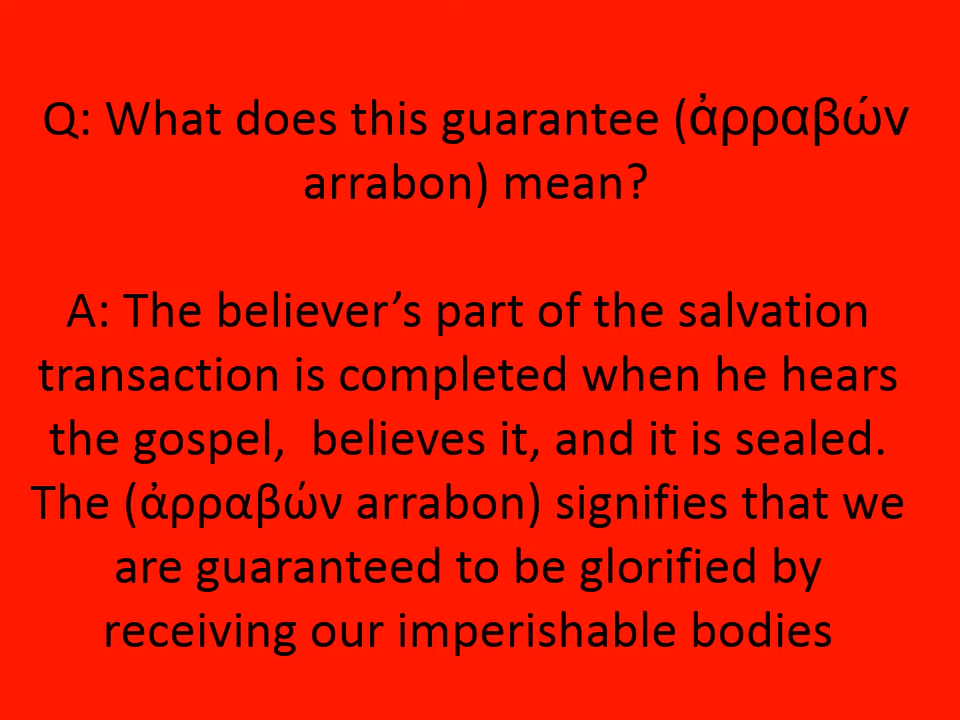 Q: What does this guarantee (ἀρραβών
arrabon) mean?
A: The believer’s part of the salvation
transaction is completed when he hears
the gospel,  believes it, and it is sealed.
The (ἀρραβών arrabon) signifies that we
are guaranteed to be glorified by
receiving our imperishable bodies